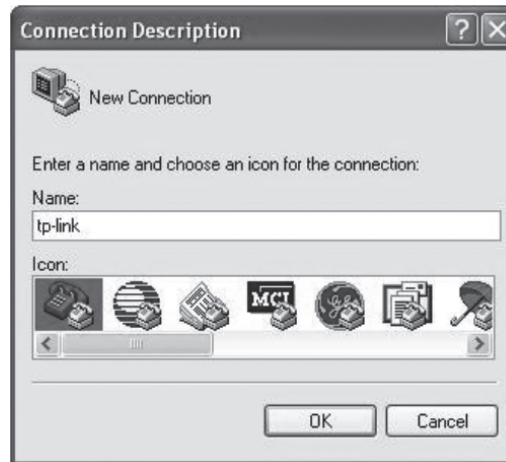 Connection Description
New Connection
Enter a name and choose an icon for the connection:
Name:
tp-link
Icon:
MCI
OK
Cancel